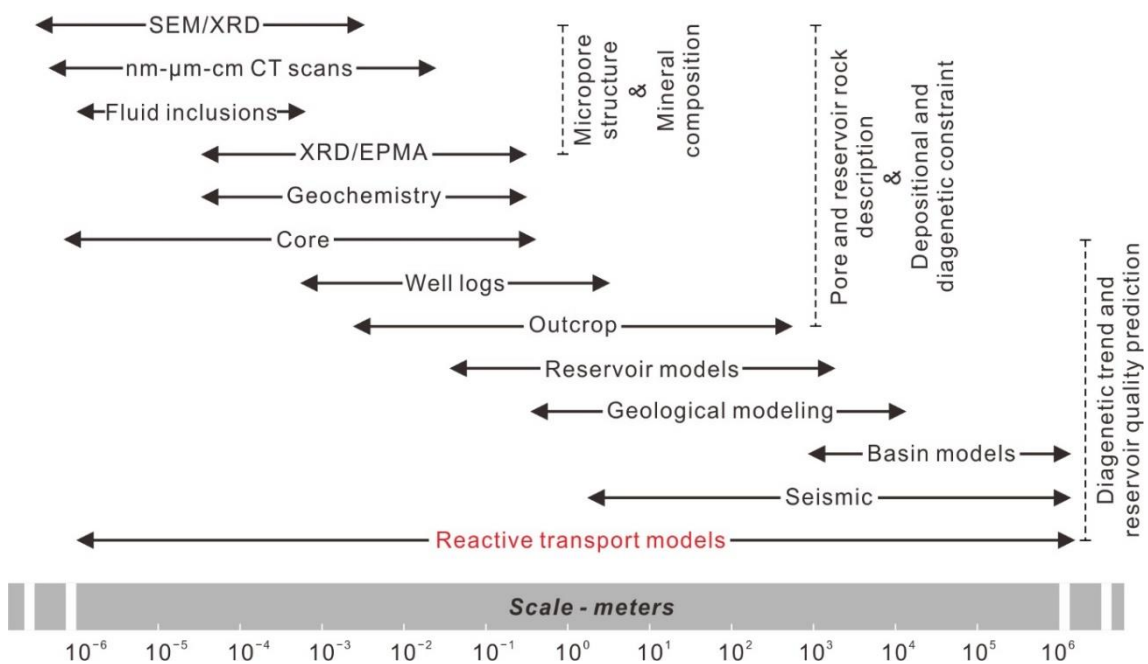 SEM/XRD
nm-μm-cm CT scans
Fluid inclusions
XRD/EPMA
Geochemistry
Core
Well logs
Outcrop
Reservoir models
Geological modeling
Basin models
Seismic
Reactive transport models
Micropore
structure
&
Mineral
composition
Pore and reservoir rock
description
&
Depositional and
diagenetic constraint
Diagenetic trend and
reservoir quality prediction
Scale - meters
10⁻⁶ 10⁻⁵ 10⁻⁴ 10⁻³ 10⁻² 10⁻¹ 10⁰ 10¹ 10² 10³ 10⁴ 10⁵ 10⁶